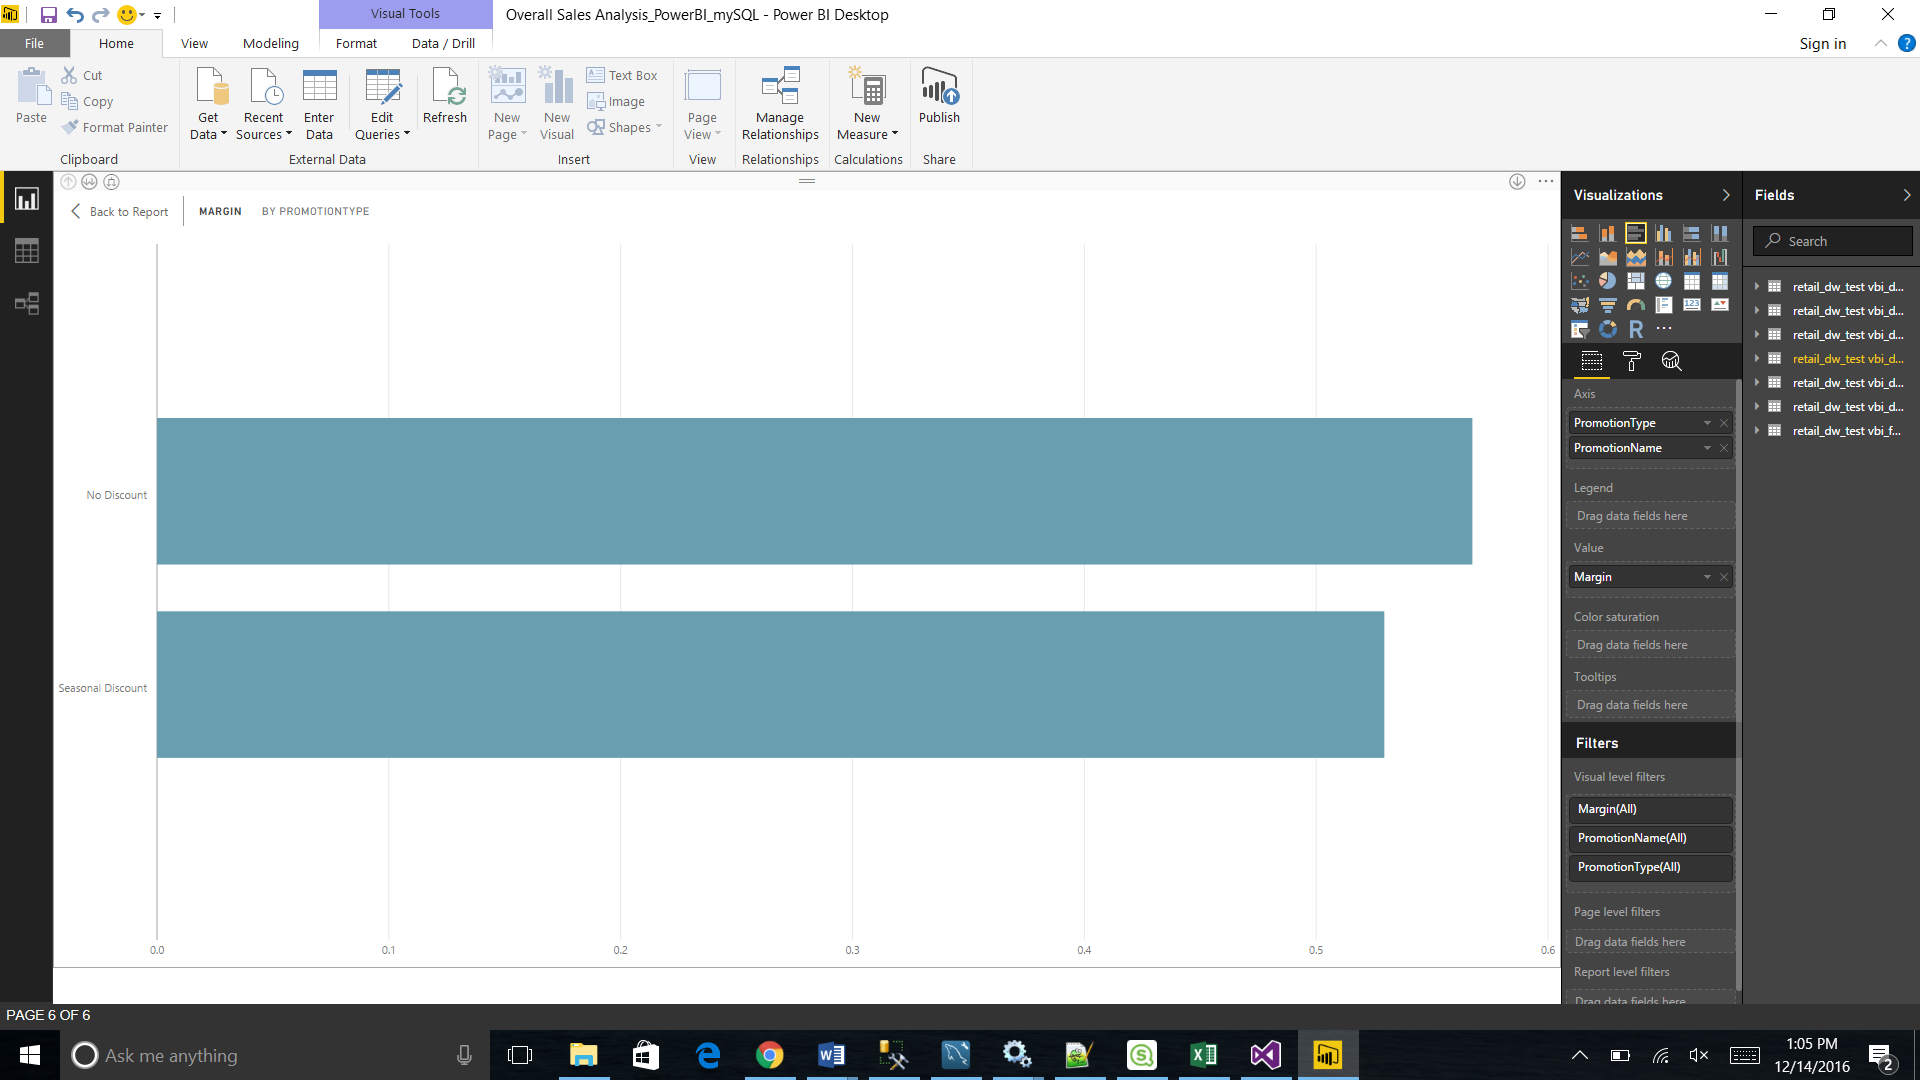 Visual Tools
Overall Sales Analysis_PowerBI_mySQL - Power BI Desktop
File Home View Modeling Format Data / Drill Sign in
Paste
Cut
Copy
Format Painter
Clipboard
Get Data
Recent Sources
Enter Data
Edit Queries
Refresh
External Data
New Page
New Visual
Text Box
Image
Shapes
Insert
Page View
View
Manage Relationships
Relationships
New Measure
Calculations
Publish
Share
Back to Report MARGIN BY PROMOTIONTYPE
No Discount
Seasonal Discount
0.0 0.1 0.2 0.3 0.4 0.5 0.6
Visualizations
R
123
Axis
PromotionType
PromotionName
Legend
Drag data fields here
Value
Margin
Color saturation
Drag data fields here
Tooltips
Drag data fields here
Filters
Visual level filters
Margin(All)
PromotionName(All)
PromotionType(All)
Page level filters
Drag data fields here
Report level filters
Drag data fields here
Fields
Search
retail_dw_test vbi_d...
retail_dw_test vbi_d...
retail_dw_test vbi_d...
retail_dw_test vbi_d...
retail_dw_test vbi_d...
retail_dw_test vbi_d...
retail_dw_test vbi_f...
PAGE 6 OF 6
Ask me anything
1:05 PM
12/14/2016
2